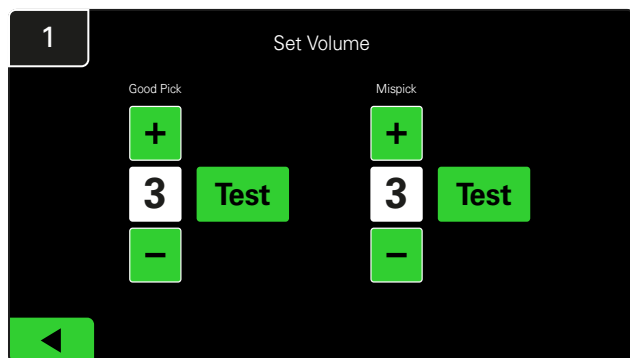 1
Set Volume
Good Pick Mispick
+ +
3 Test 3 Test
− −